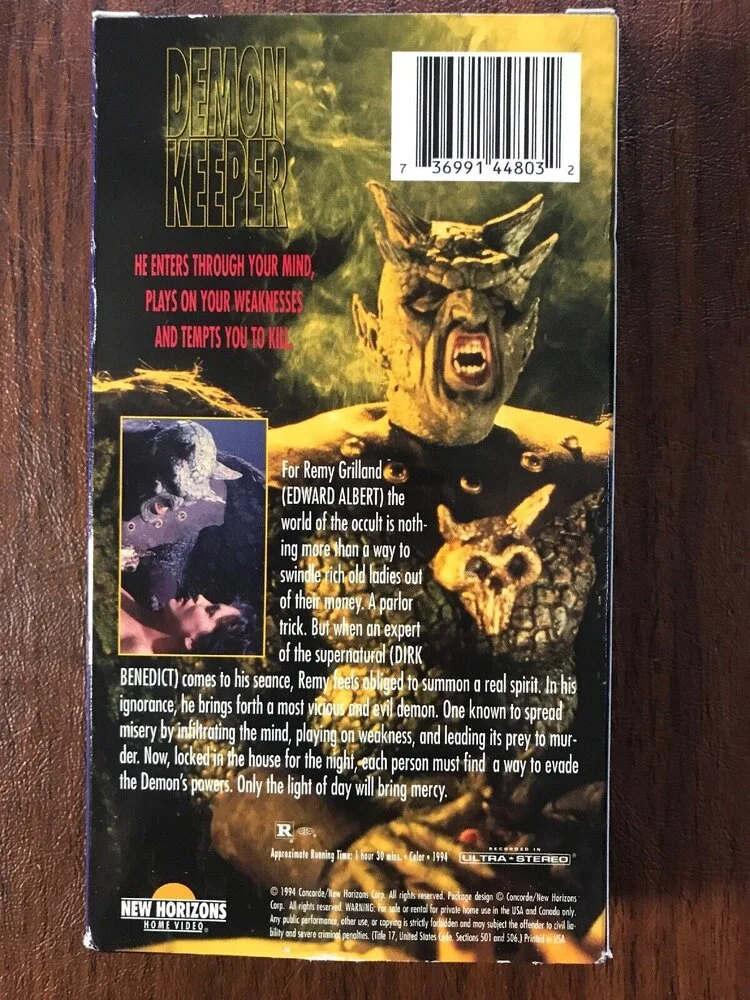 DEMON
KEEPER
7 36991 44803 2
HE ENTERS THROUGH YOUR MIND,
PLAYS ON YOUR WEAKNESSES
AND TEMPTS YOU TO KILL.
For Remy Grilland
(EDWARD ALBERT) the
world of the occult is noth-
ing more than a way to
swindle rich old ladies out
of their money. A parlor
trick. But when an expert
of the supernatural (DIRK
BENEDICT) comes to his seance, Remy feels obliged to summon a real spirit. In his
ignorance, he brings forth a most vicious and evil demon. One known to spread
misery by infiltrating the mind, playing on weakness, and leading its prey to mur-
der. Now, locked in the house for the night, each person must find a way to evade
the Demon's powers. Only the light of day will bring mercy.
R
Approximate Running Time: 1 hour 30 mins. • Color • 1994
RECORDED IN
ULTRA★STEREO
NEW HORIZONS
HOME VIDEO
© 1994 Concorde/New Horizons Corp. All rights reserved. Package design © Concorde/New Horizons
Corp. All rights reserved. WARNING: For sale or rental for private home use in the USA and Canada only.
Any public performance, other use, or copying is strictly forbidden and may subject the offender to civil lia-
bility and severe criminal penalties. (Title 17, United States Code, Sections 501 and 506.) Printed in USA